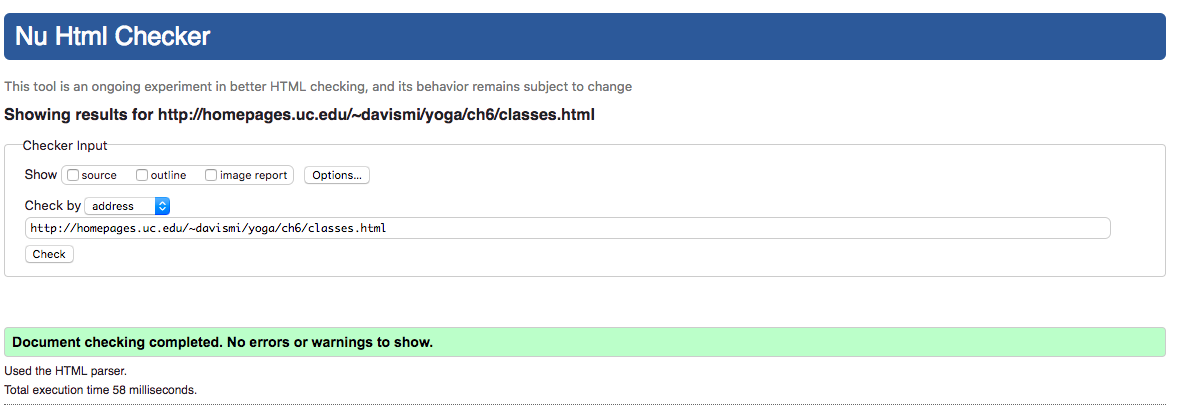 Nu Html Checker
This tool is an ongoing experiment in better HTML checking, and its behavior remains subject to change
Showing results for http://homepages.uc.edu/~davismi/yoga/ch6/classes.html
Checker Input
Show source outline image report Options...
Check by address
http://homepages.uc.edu/~davismi/yoga/ch6/classes.html
Check
Document checking completed. No errors or warnings to show.
Used the HTML parser.
Total execution time 58 milliseconds.